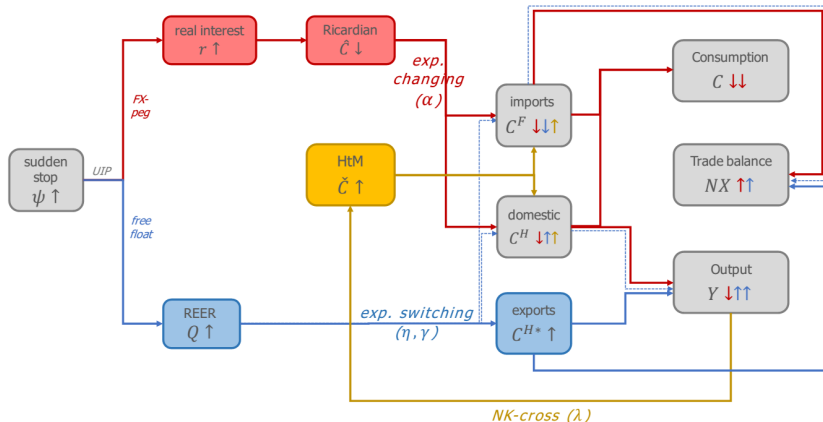 real interest
r ↑
Ricardian
Ĉ ↓
exp.
changing
(α)
imports
C^F ↓↓↑
Consumption
C ↓↓
FX-
peg
sudden
stop
ψ ↑
UIP
HtM
Č ↑
Trade balance
NX ↑↑
free
float
domestic
C^H ↓↑↑
Output
Y ↓↑↑
REER
Q ↑
exp. switching
(η, γ)
exports
C^{H*} ↑
NK-cross (λ)